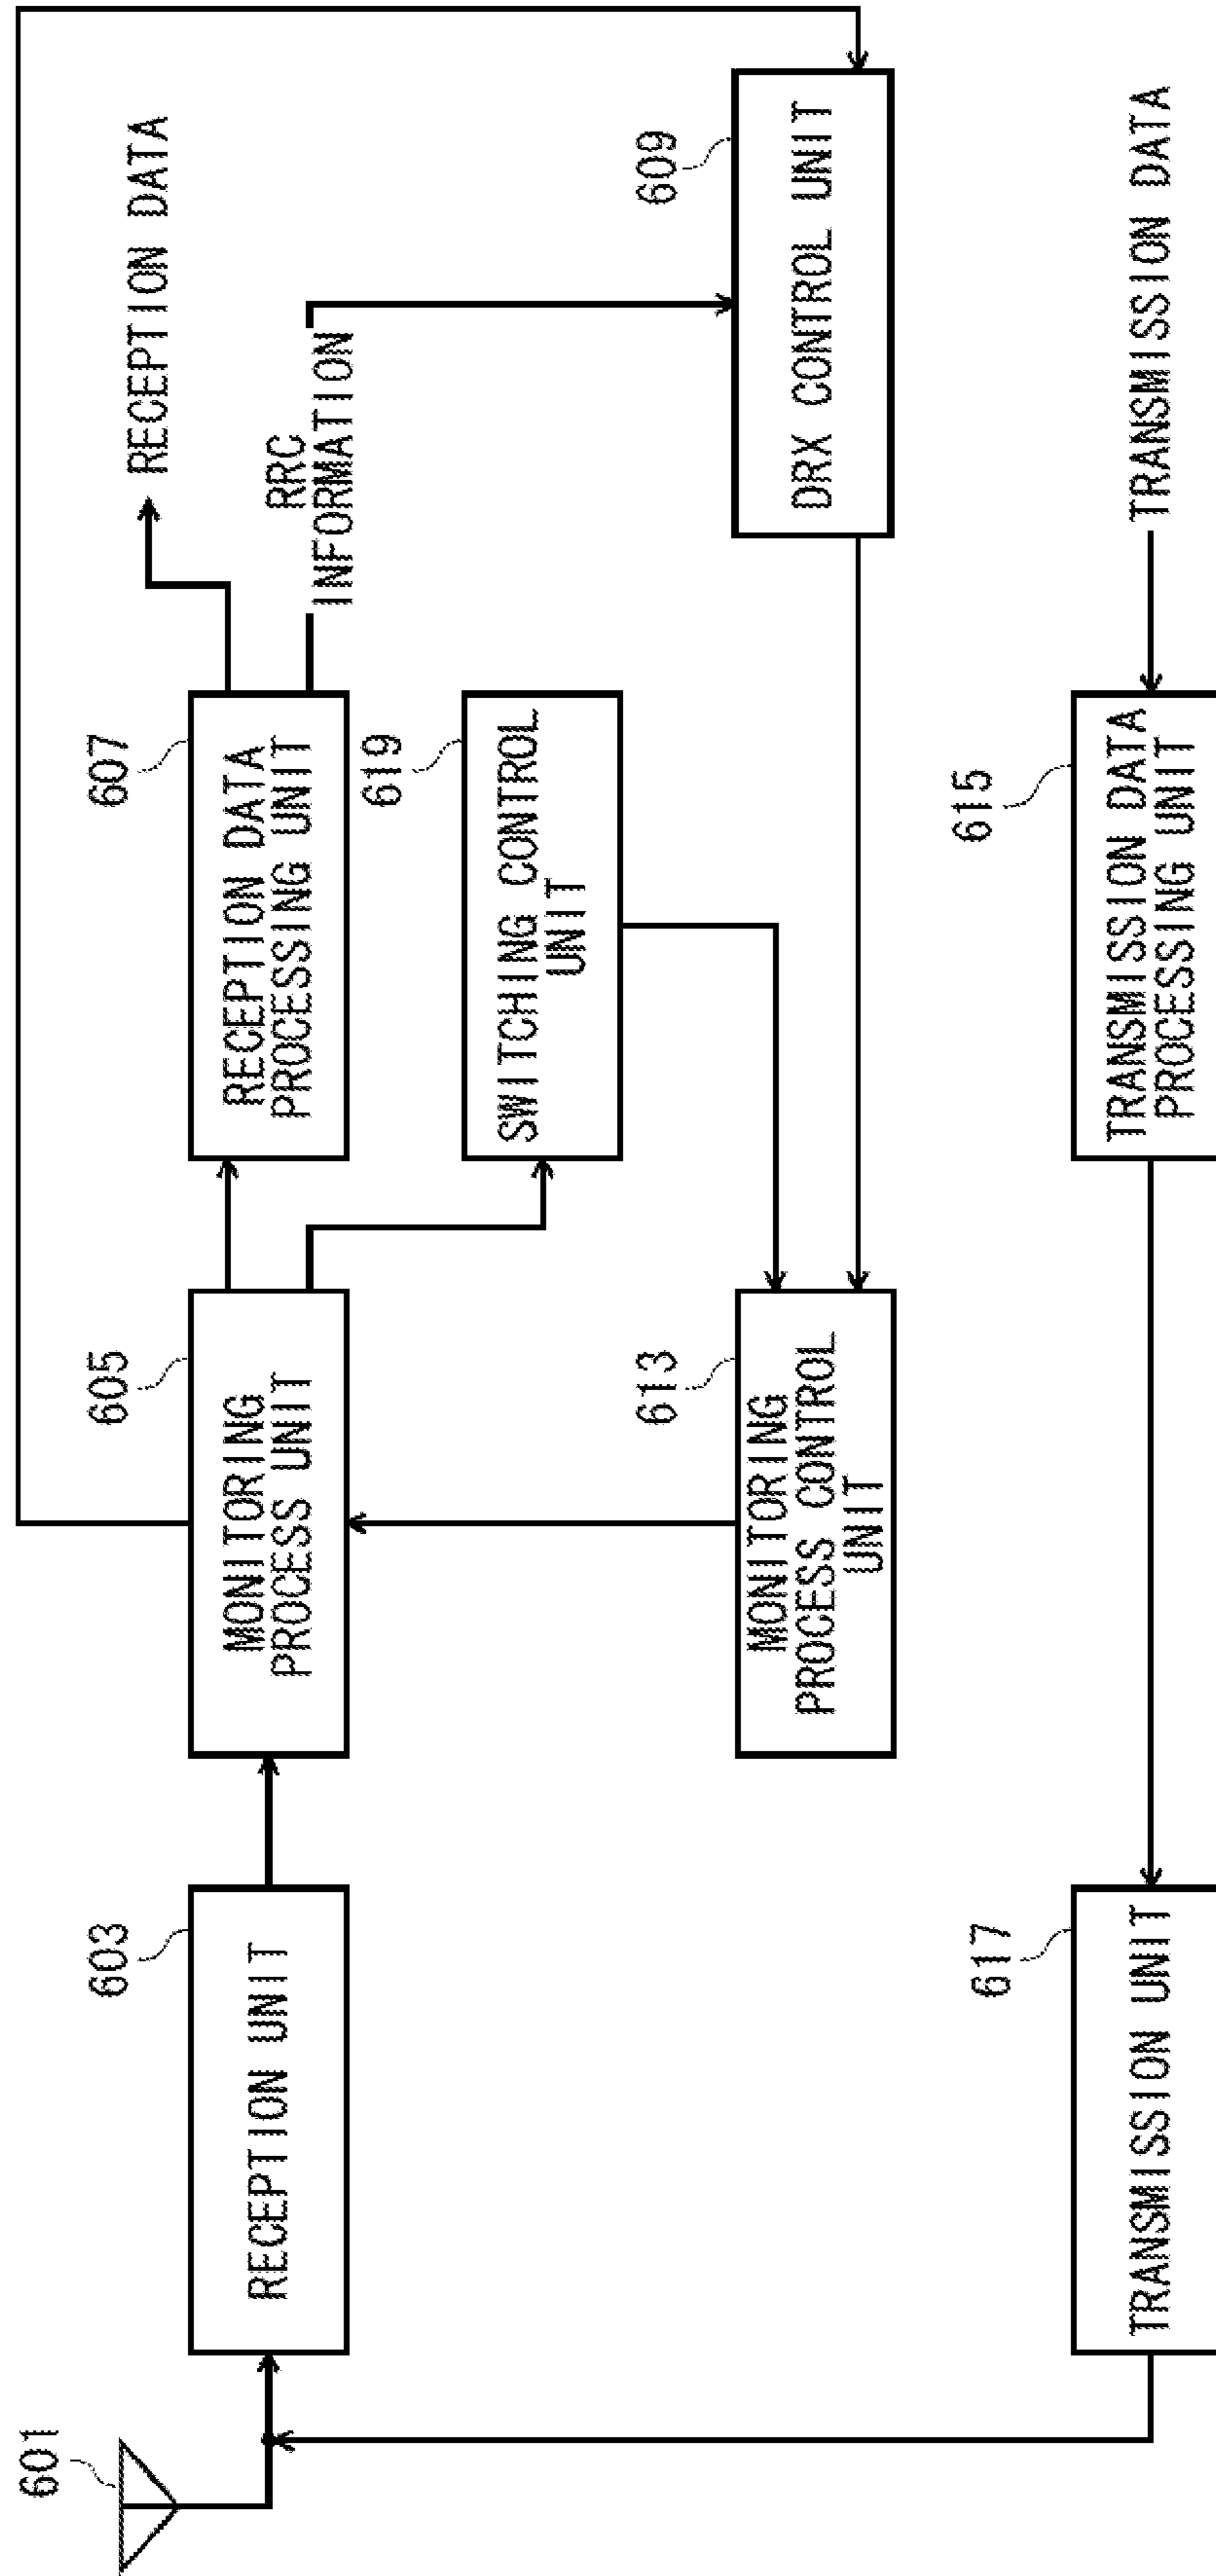 601
603
RECEPTION UNIT
605
MONITORING
PROCESS UNIT
607
RECEPTION DATA
PROCESSING UNIT
RECEPTION DATA
RRC
INFORMATION
619
SWITCHING CONTROL
UNIT
613
MONITORING
PROCESS CONTROL
UNIT
609
DRX CONTROL UNIT
617
TRANSMISSION UNIT
615
TRANSMISSION DATA
PROCESSING UNIT
TRANSMISSION DATA